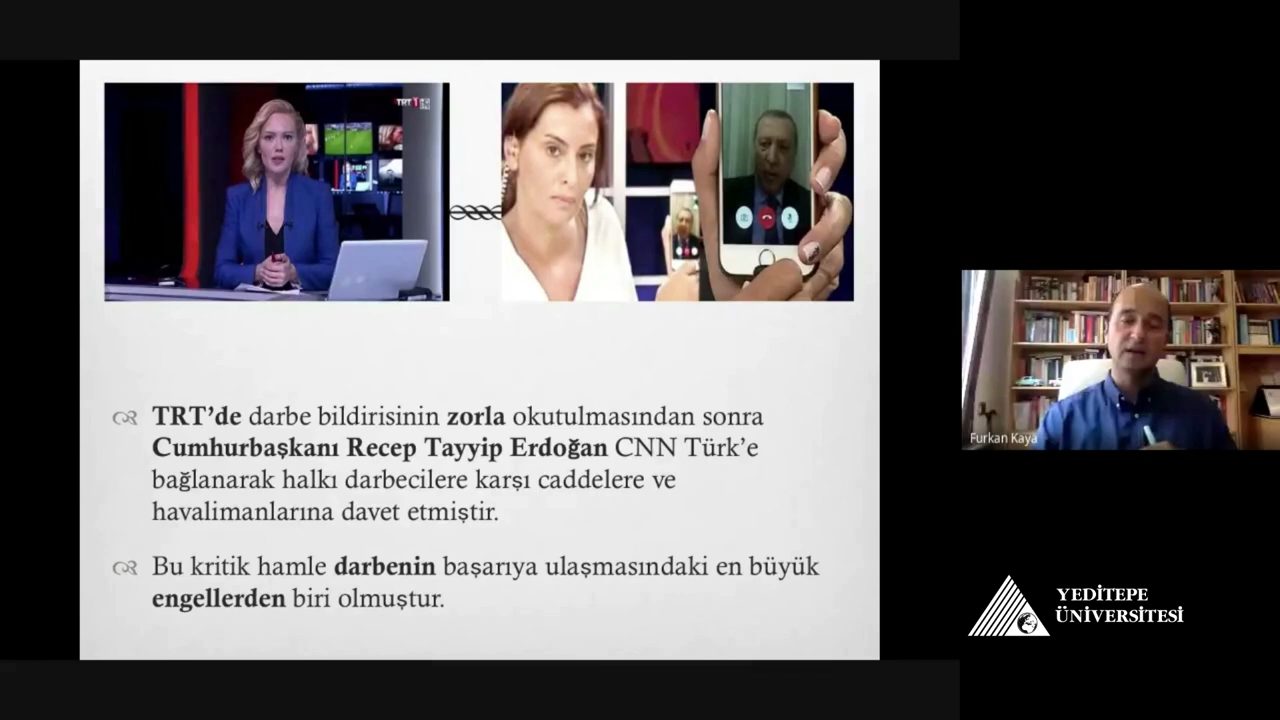 TRT 1
TRT'de darbe bildirisinin zorla okutulmasından sonra
Cumhurbaşkanı Recep Tayyip Erdoğan CNN Türk'e
bağlanarak halkı darbecilere karşı caddelere ve
havalimanlarına davet etmiştir.
Bu kritik hamle darbenin başarıya ulaşmasındaki en büyük
engellerden biri olmuştur.
Furkan Kaya
YEDİTEPE
ÜNİVERSİTESİ